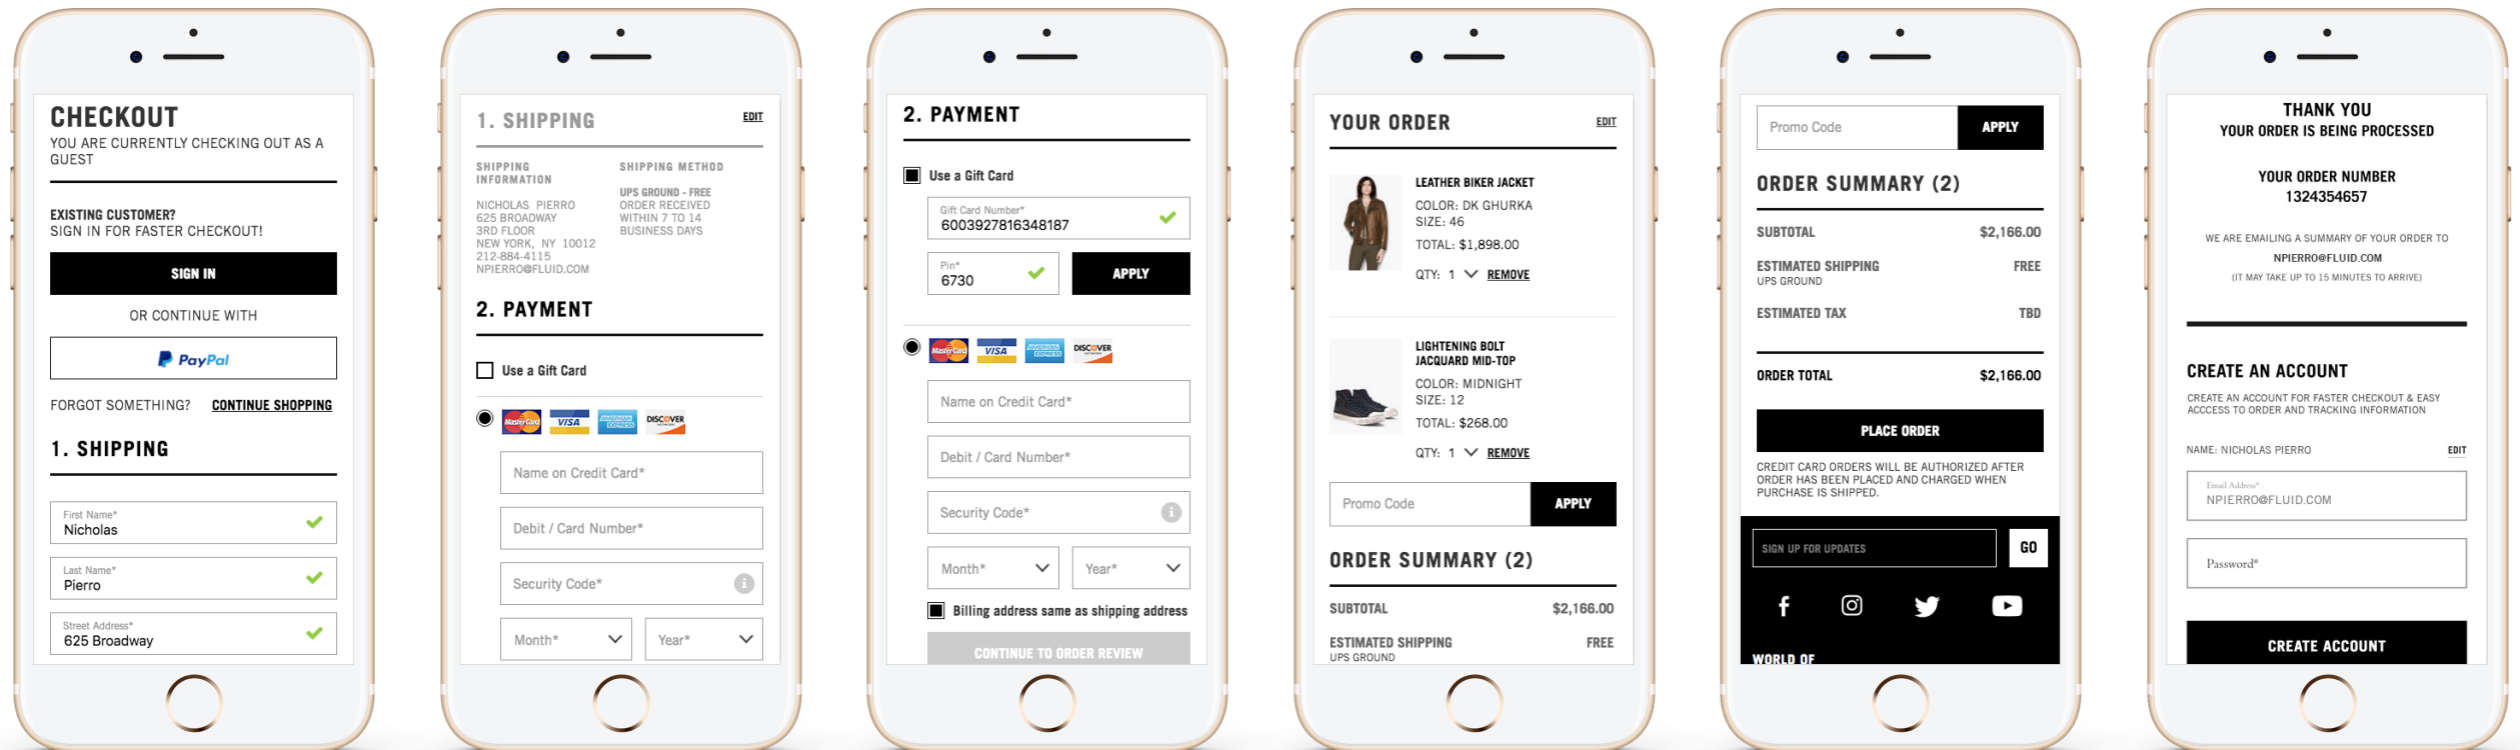 CHECKOUT
YOU ARE CURRENTLY CHECKING OUT AS A
GUEST
EXISTING CUSTOMER?
SIGN IN FOR FASTER CHECKOUT!
SIGN IN
OR CONTINUE WITH
PayPal
FORGOT SOMETHING? CONTINUE SHOPPING
1. SHIPPING
First Name*
Nicholas
Last Name*
Pierro
Street Address*
625 Broadway
1. SHIPPING EDIT
SHIPPING
INFORMATION
NICHOLAS PIERRO
625 BROADWAY
3RD FLOOR
NEW YORK, NY 10012
212-884-4115
NPIERRO@FLUID.COM
SHIPPING METHOD
UPS GROUND - FREE
ORDER RECEIVED
WITHIN 7 TO 14
BUSINESS DAYS
2. PAYMENT
Use a Gift Card
MasterCard VISA AMERICAN EXPRESS DISCOVER
Name on Credit Card*
Debit / Card Number*
Security Code*
Month* Year*
2. PAYMENT
Use a Gift Card
Gift Card Number*
6003927816348187
Pin*
6730
APPLY
MasterCard VISA AMERICAN EXPRESS DISCOVER
Name on Credit Card*
Debit / Card Number*
Security Code*
Month* Year*
Billing address same as shipping address
CONTINUE TO ORDER REVIEW
YOUR ORDER EDIT
LEATHER BIKER JACKET
COLOR: DK GHURKA
SIZE: 46
TOTAL: $1,898.00
QTY: 1 REMOVE
LIGHTENING BOLT
JACQUARD MID-TOP
COLOR: MIDNIGHT
SIZE: 12
TOTAL: $268.00
QTY: 1 REMOVE
Promo Code APPLY
ORDER SUMMARY (2)
SUBTOTAL $2,166.00
ESTIMATED SHIPPING FREE
UPS GROUND
Promo Code APPLY
ORDER SUMMARY (2)
SUBTOTAL $2,166.00
ESTIMATED SHIPPING FREE
UPS GROUND
ESTIMATED TAX TBD
ORDER TOTAL $2,166.00
PLACE ORDER
CREDIT CARD ORDERS WILL BE AUTHORIZED AFTER
ORDER HAS BEEN PLACED AND CHARGED WHEN
PURCHASE IS SHIPPED.
SIGN UP FOR UPDATES GO
WORLD OF
THANK YOU
YOUR ORDER IS BEING PROCESSED
YOUR ORDER NUMBER
1324354657
WE ARE EMAILING A SUMMARY OF YOUR ORDER TO
NPIERRO@FLUID.COM
(IT MAY TAKE UP TO 15 MINUTES TO ARRIVE)
CREATE AN ACCOUNT
CREATE AN ACCOUNT FOR FASTER CHECKOUT & EASY
ACCCESS TO ORDER AND TRACKING INFORMATION
NAME: NICHOLAS PIERRO EDIT
Email Address*
NPIERRO@FLUID.COM
Password*
CREATE ACCOUNT